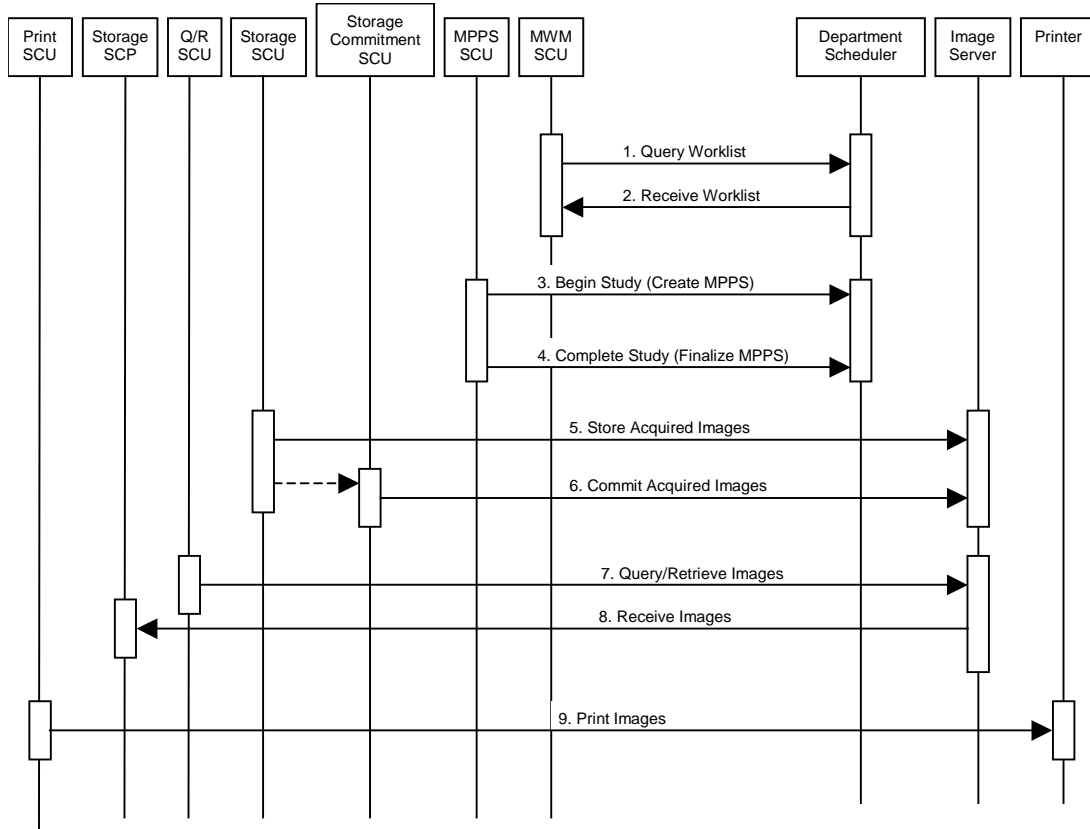 Print
SCU
Storage
SCP
Q/R
SCU
Storage
SCU
Storage
Commitment
SCU
MPPS
SCU
MWM
SCU
Department
Scheduler
Image
Server
Printer
1. Query Worklist
2. Receive Worklist
3. Begin Study (Create MPPS)
4. Complete Study (Finalize MPPS)
5. Store Acquired Images
6. Commit Acquired Images
7. Query/Retrieve Images
8. Receive Images
9. Print Images